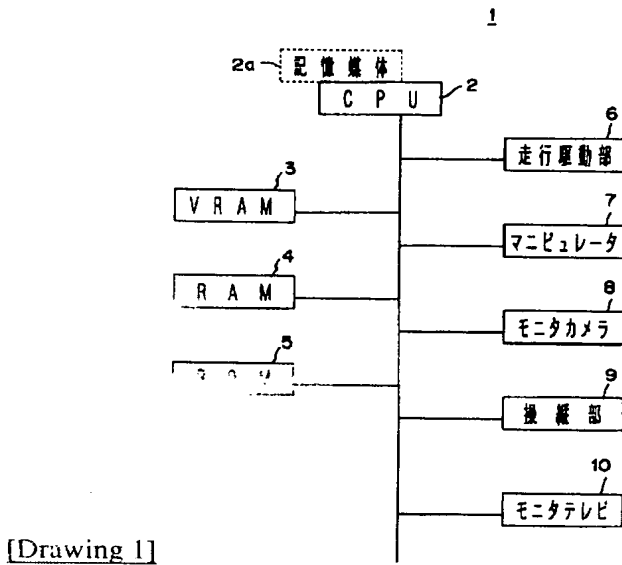 1
2a
記憶媒体
CPU
2
6
走行駆動部
3
VRAM
7
マニピュレータ
4
RAM
8
モニタカメラ
5
9
操縦部
10
モニタテレビ
[Drawing 1]